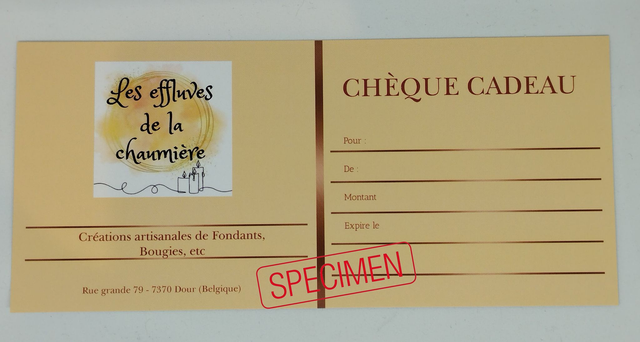 Les effluves
de la
chaumière
Créations artisanales de Fondants,
Bougies, etc
Rue grande 79 - 7370 Dour (Belgique)
CHÈQUE CADEAU
Pour :
De :
Montant
Expire le
SPECIMEN